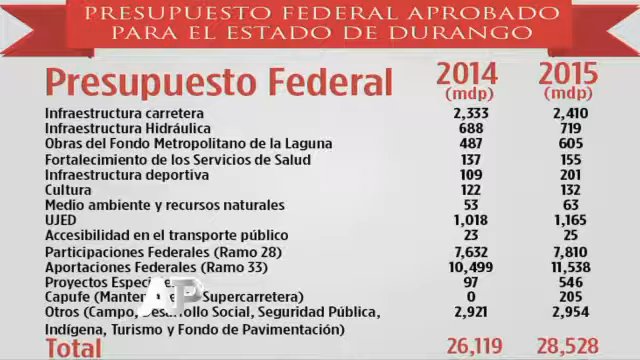 PRESUPUESTO FEDERAL APROBADO
PARA EL ESTADO DE DURANGO
Presupuesto Federal 2014 2015
(mdp) (mdp)
Infraestructura carretera 2,333 2,410
Infraestructura Hidráulica 688 719
Obras del Fondo Metropolitano de la Laguna 487 605
Fortalecimiento de los Servicios de Salud 137 155
Infraestructura deportiva 109 201
Cultura 122 132
Medio ambiente y recursos naturales 53 63
UJED 1,018 1,165
Accesibilidad en el transporte público 23 25
Participaciones Federales (Ramo 28) 7,632 7,810
Aportaciones Federales (Ramo 33) 10,499 11,538
Proyectos 97 546
Capufe Supercarretera) 0 205
Otros (Campo, Social, Seguridad Pública, 2,921 2,954
Indígena, Turismo y Fondo de Pavimentación)
Total 26,119 28,528
AP